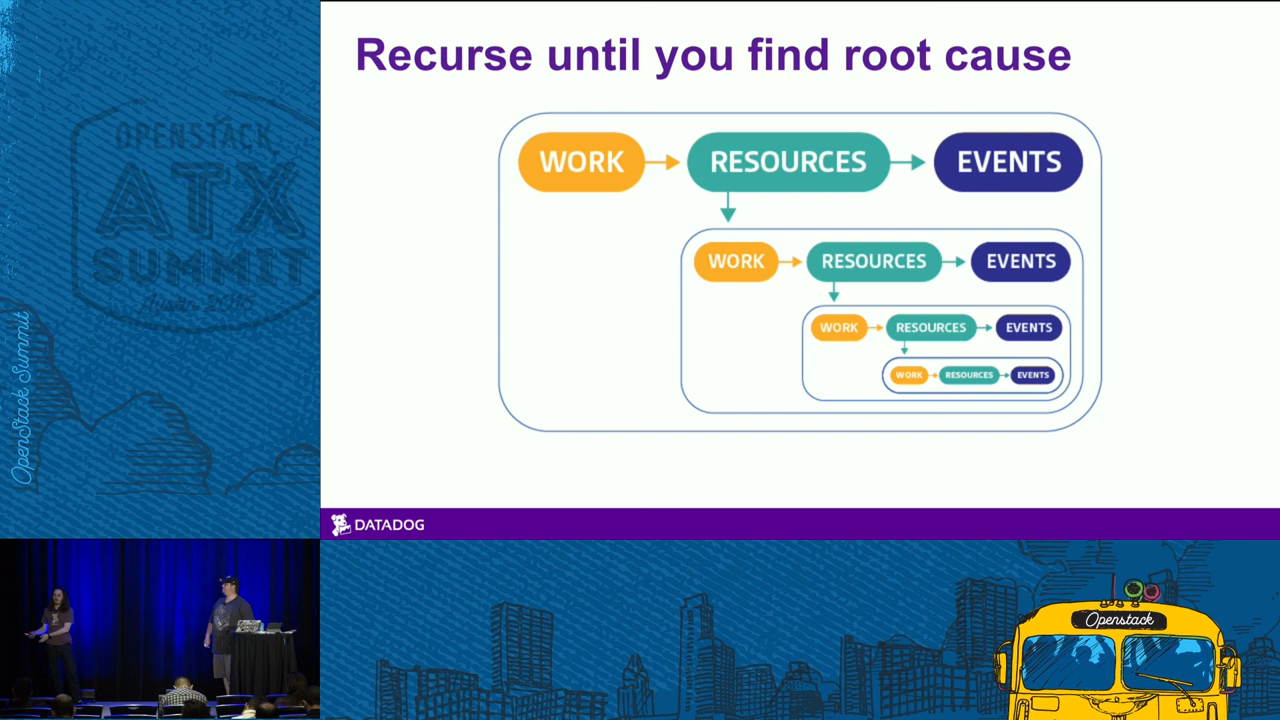 Recurse until you find root cause
WORK
RESOURCES
EVENTS
WORK
RESOURCES
EVENTS
WORK
RESOURCES
EVENTS
WORK
RESOURCES
EVENTS
DATADOG
OPENSTACK
ATX
SUMMIT
Austin 2016
OpenStack Summit
Openstack